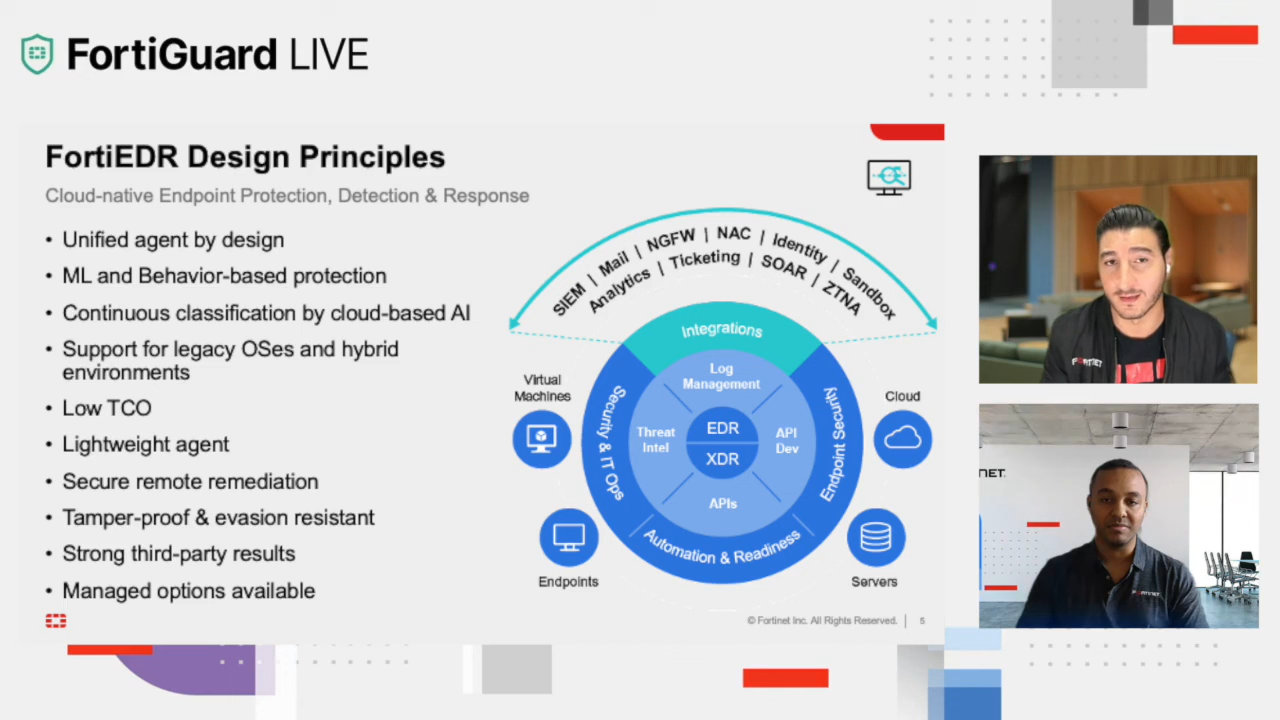 FortiGuard LIVE
FortiEDR Design Principles
Cloud-native Endpoint Protection, Detection & Response
• Unified agent by design
• ML and Behavior-based protection
• Continuous classification by cloud-based AI
• Support for legacy OSes and hybrid
environments
• Low TCO
• Lightweight agent
• Secure remote remediation
• Tamper-proof & evasion resistant
• Strong third-party results
• Managed options available
SIEM | Mail | NGFW | NAC | Identity | Sandbox
Analytics | Ticketing | SOAR | ZTNA
Integrations
Log
Management
Security & IT Ops
Threat
Intel
EDR
XDR
API
Dev
Endpoint Security
APIs
Automation & Readiness
Virtual
Machines
Cloud
Endpoints
Servers
© Fortinet Inc. All Rights Reserved. | 5
FORTINET
NET.
FORTINET